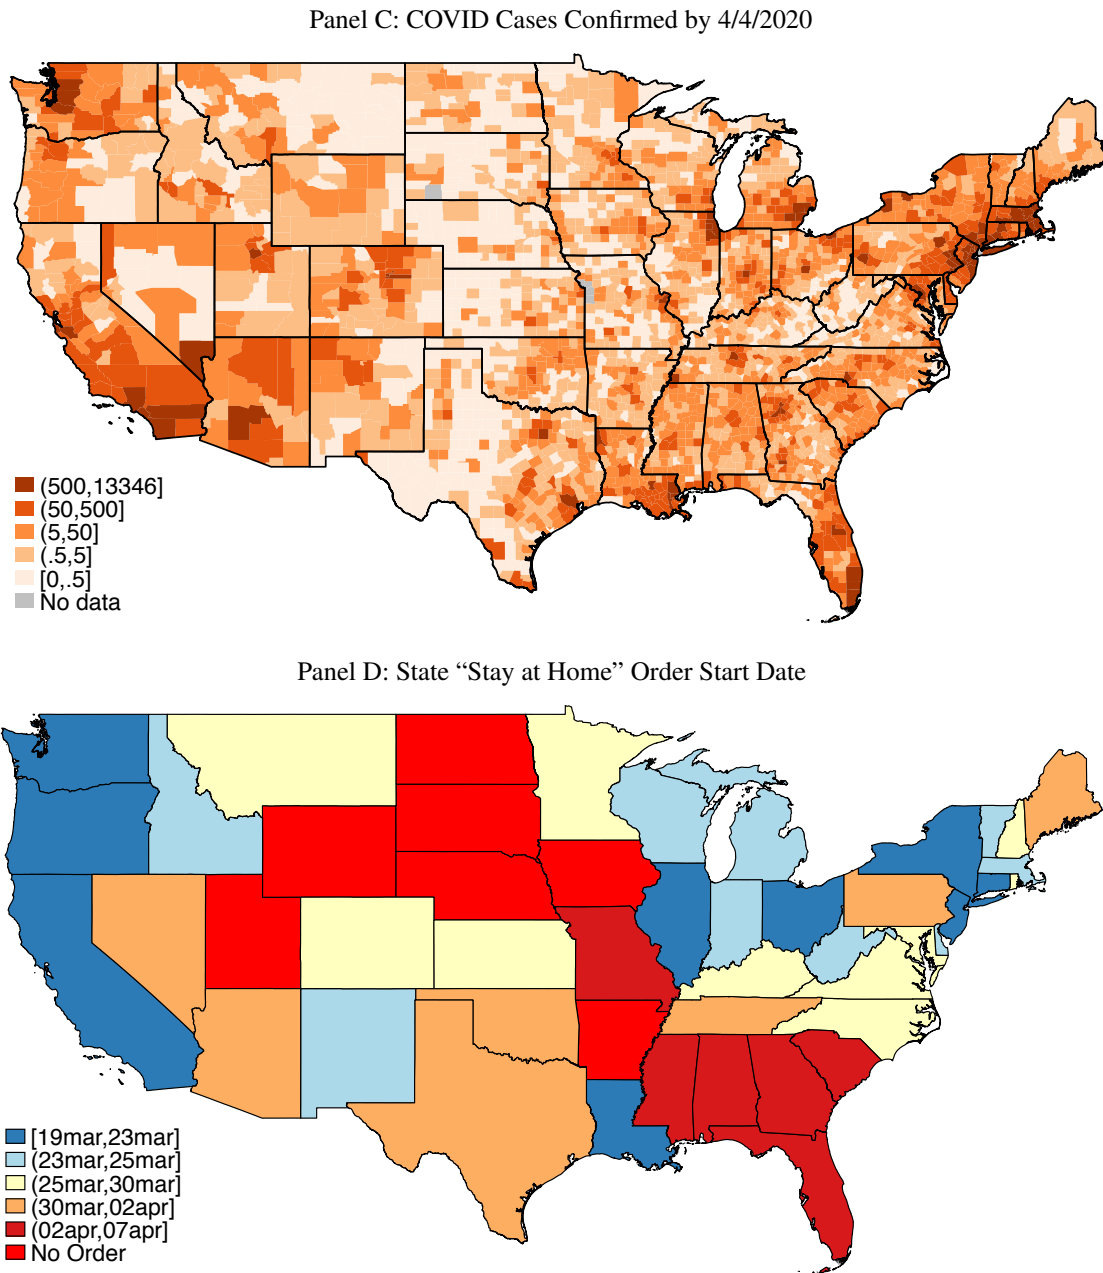 Panel C: COVID Cases Confirmed by 4/4/2020
(500,13346]
(50,500]
(5,50]
(.5,5]
[0,.5]
No data
Panel D: State “Stay at Home” Order Start Date
[19mar,23mar]
(23mar,25mar]
(25mar,30mar]
(30mar,02apr]
(02apr,07apr]
No Order